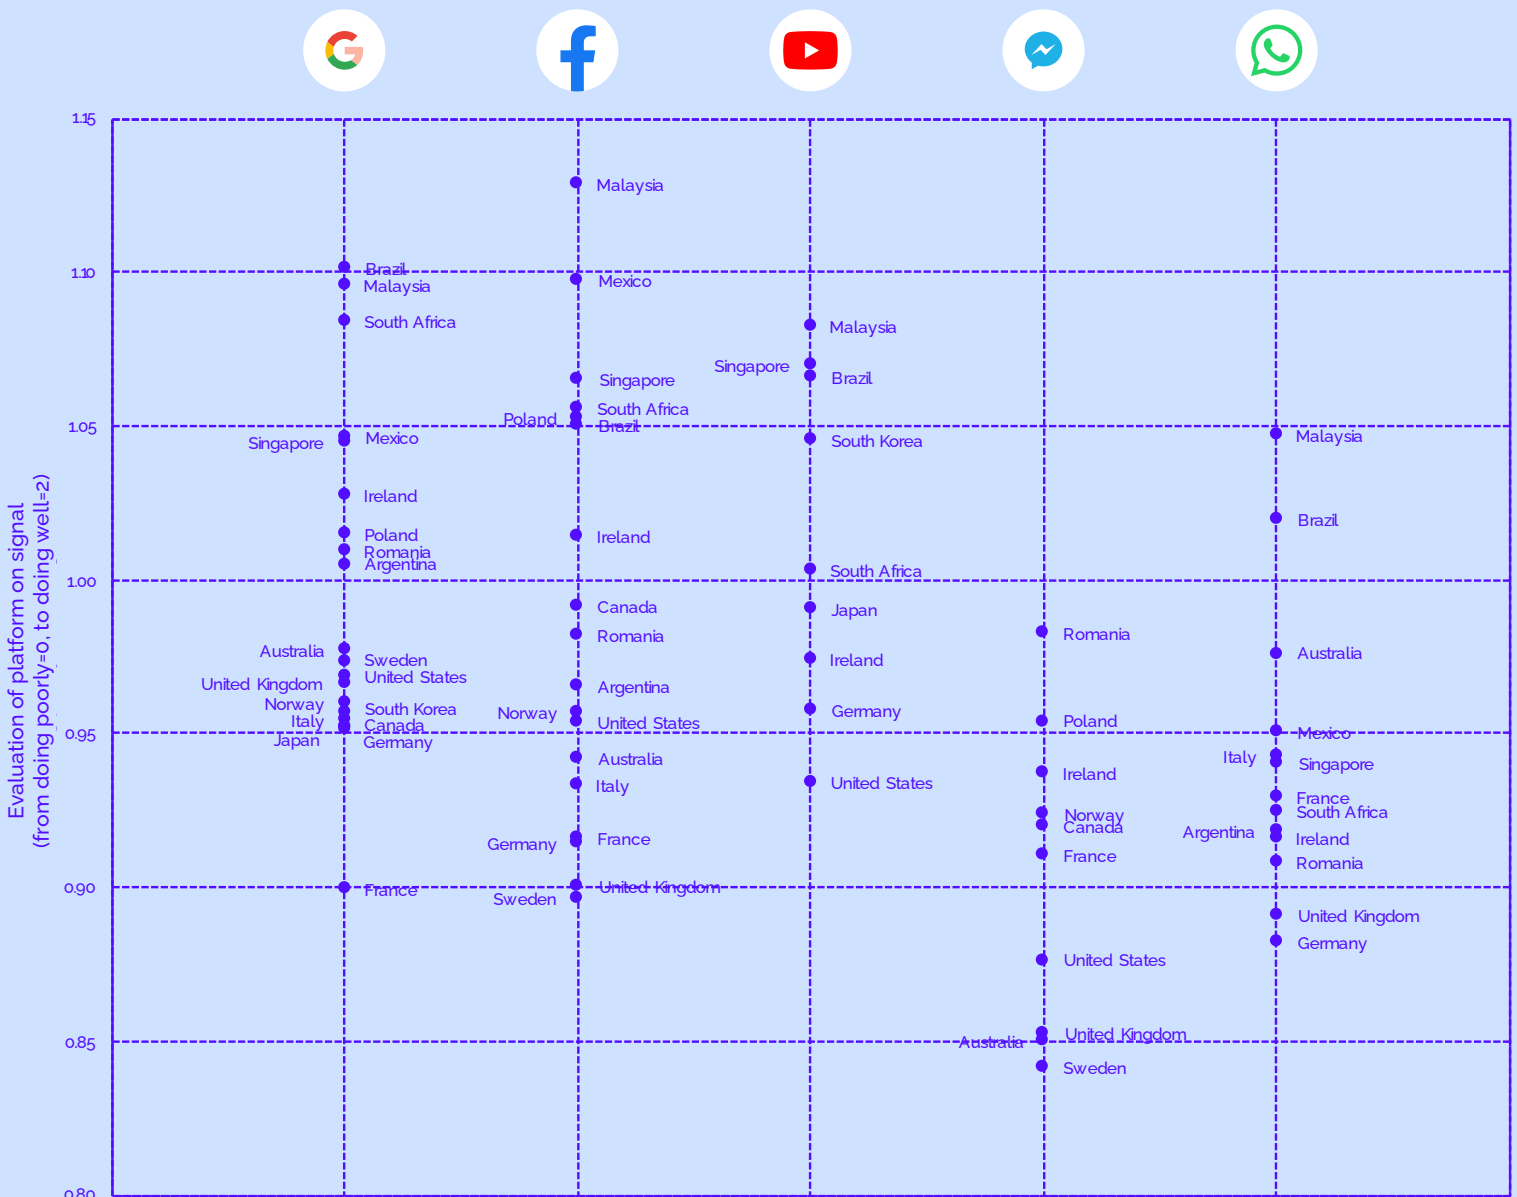 1.15
Malaysia
1.10
Brazil
Malaysia
Mexico
South Africa
Malaysia
Singapore
Brazil
Singapore
South Africa
Poland
Brazil
1.05
Singapore
Mexico
South Korea
Malaysia
Ireland
Brazil
Poland
Romania
Argentina
Ireland
South Africa
1.00
Canada
Romania
Japan
Romania
Australia
Sweden
United States
United Kingdom
Norway
South Korea
Italy
Canada
Japan
Germany
Argentina
Norway
United States
Ireland
Germany
Poland
Australia
0.95
Mexico
Australia
Italy
United States
Ireland
Italy
Singapore
Norway
Canada
France
France
South Africa
Argentina
Ireland
Romania
Germany
France
0.90
France
United Kingdom
Sweden
United Kingdom
Germany
United States
0.85
Australia
United Kingdom
Sweden
0.80
Evaluation of platform on signal
(from doing poorly=0, to doing well=2)